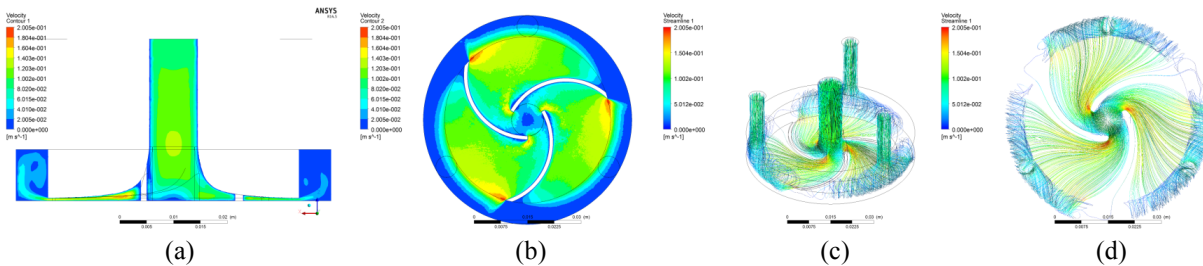 Velocity
Contour 1
2.005e-001
1.804e-001
1.604e-001
1.403e-001
1.203e-001
1.002e-001
8.020e-002
6.015e-002
4.010e-002
2.005e-002
0.000e+000
[m s^-1]
ANSYS
0
0.01
0.02
(m)
0.005
0.015
(a)
Velocity
Contour 2
2.005e-001
1.804e-001
1.604e-001
1.403e-001
1.203e-001
1.002e-001
8.020e-002
6.015e-002
4.010e-002
2.005e-002
0.000e+000
[m s^-1]
0
0.015
0.03
(m)
0.0075
0.0225
(b)
Velocity
Streamline 1
2.005e-001
1.504e-001
1.002e-001
5.012e-002
0.000e+000
[m s^-1]
0
0.015
0.03
(m)
0.0075
0.0225
(c)
Velocity
Streamline 1
2.005e-001
1.504e-001
1.002e-001
5.012e-002
0.000e+000
[m s^-1]
0
0.015
0.03
(m)
0.0075
0.0225
(d)